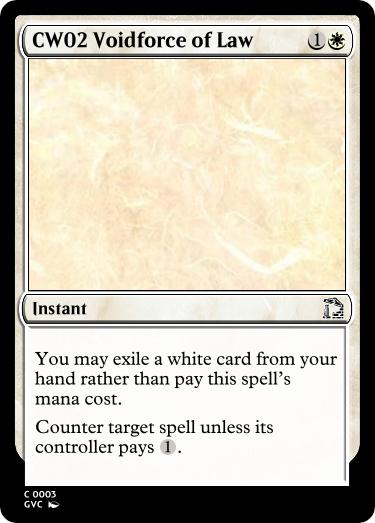 CW02 Voidforce of Law 1
Instant
You may exile a white card from your
hand rather than pay this spell's
mana cost.
Counter target spell unless its
controller pays 1.
C 0003
GVC